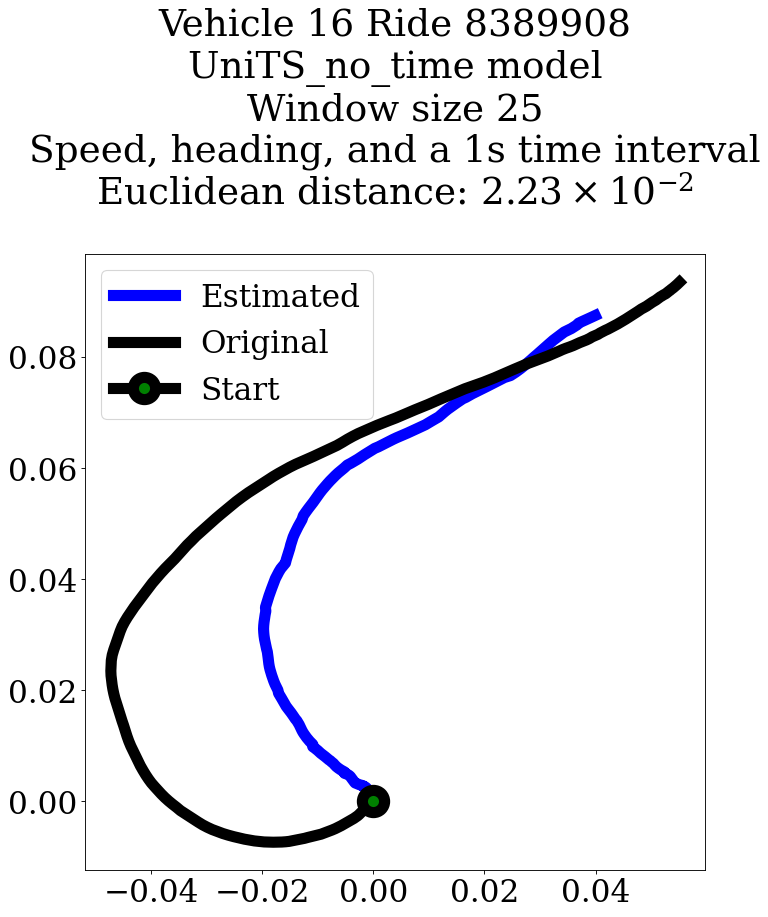 Vehicle 16 Ride 8389908
UniTS_no_time model
Window size 25
Speed, heading, and a 1s time interval
Euclidean distance: 2.23 × 10⁻²
Estimated
Original
Start
0.08
0.06
0.04
0.02
0.00
−0.04 −0.02 0.00 0.02 0.04